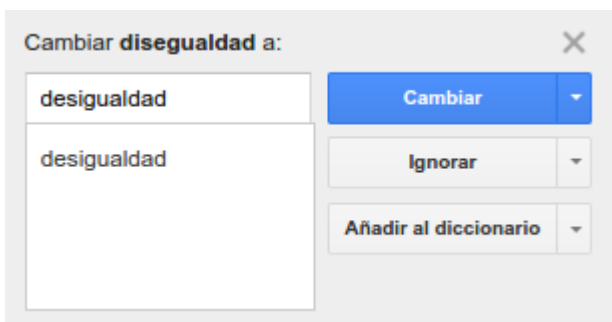 Cambiar disegualdad a:
desigualdad
Cambiar
desigualdad
Ignorar
Añadir al diccionario